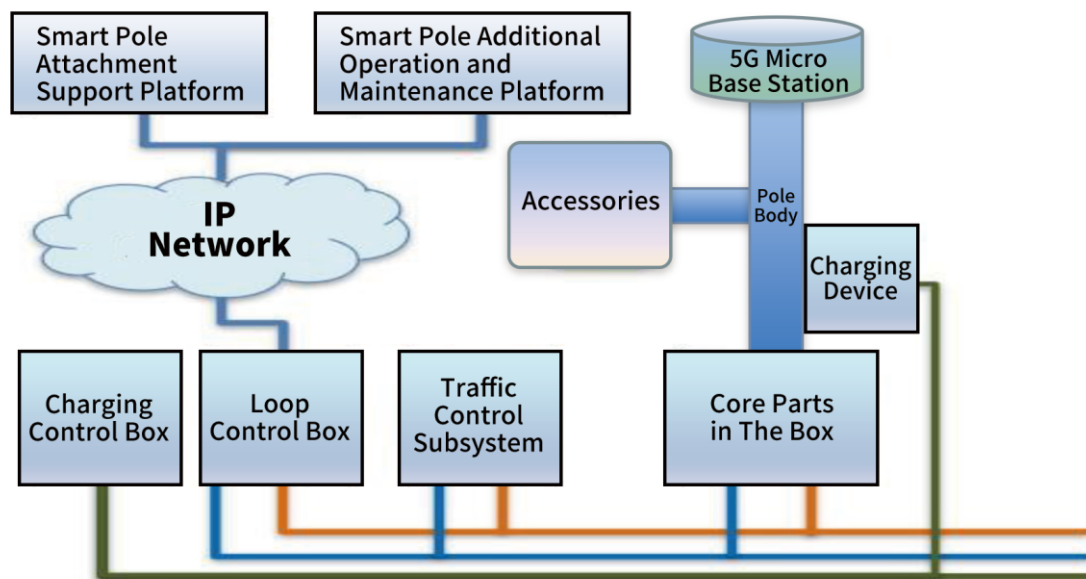 Smart Pole
Attachment
Support Platform
Smart Pole Additional
Operation and
Maintenance Platform
5G Micro
Base Station
IP
Network
Accessories
Pole
Body
Charging
Device
Charging
Control Box
Loop
Control Box
Traffic
Control
Subsystem
Core Parts
in The Box